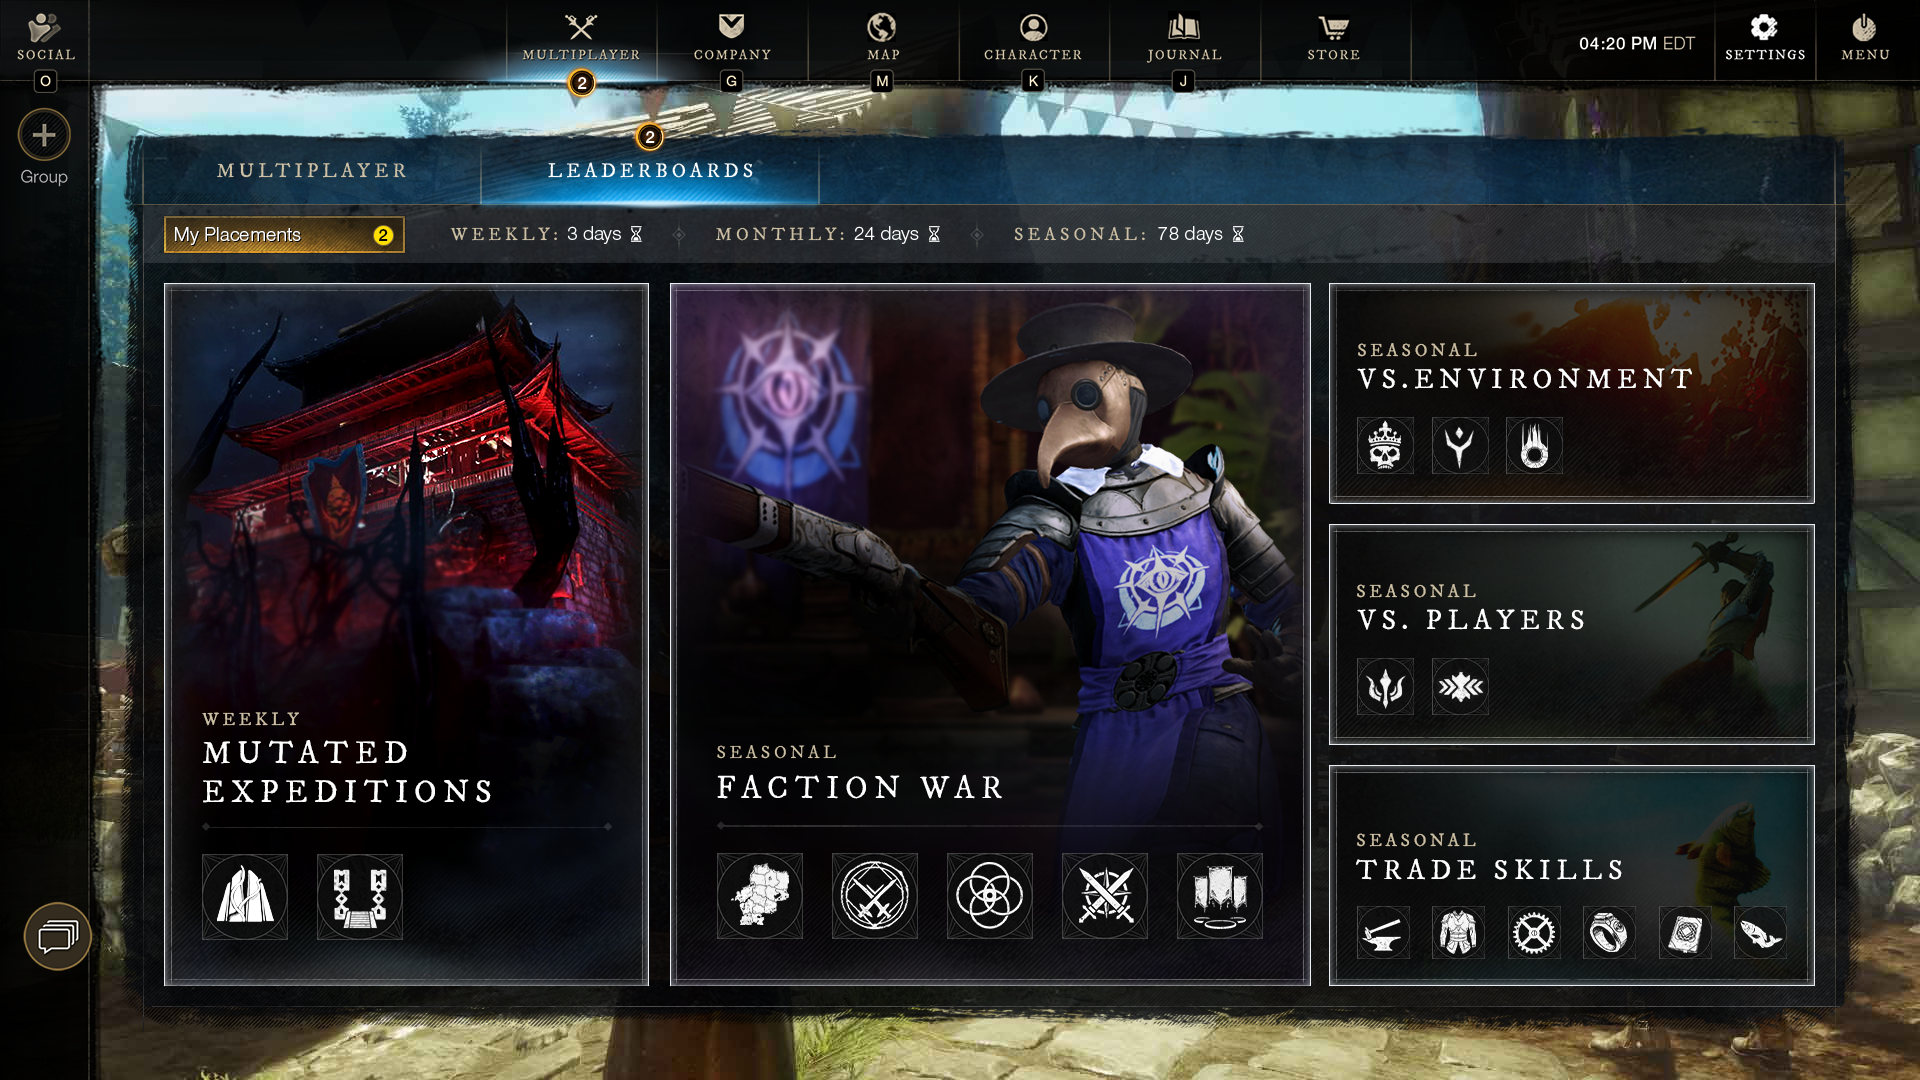 SOCIAL
O
MULTIPLAYER
2
COMPANY
G
MAP
M
CHARACTER
K
JOURNAL
J
STORE
04:20 PM EDT
SETTINGS
MENU
Group
MULTIPLAYER
2
LEADERBOARDS
My Placements 2
WEEKLY: 3 days
MONTHLY: 24 days
SEASONAL: 78 days
WEEKLY
MUTATED
EXPEDITIONS
SEASONAL
FACTION WAR
SEASONAL
VS.ENVIRONMENT
SEASONAL
VS. PLAYERS
SEASONAL
TRADE SKILLS